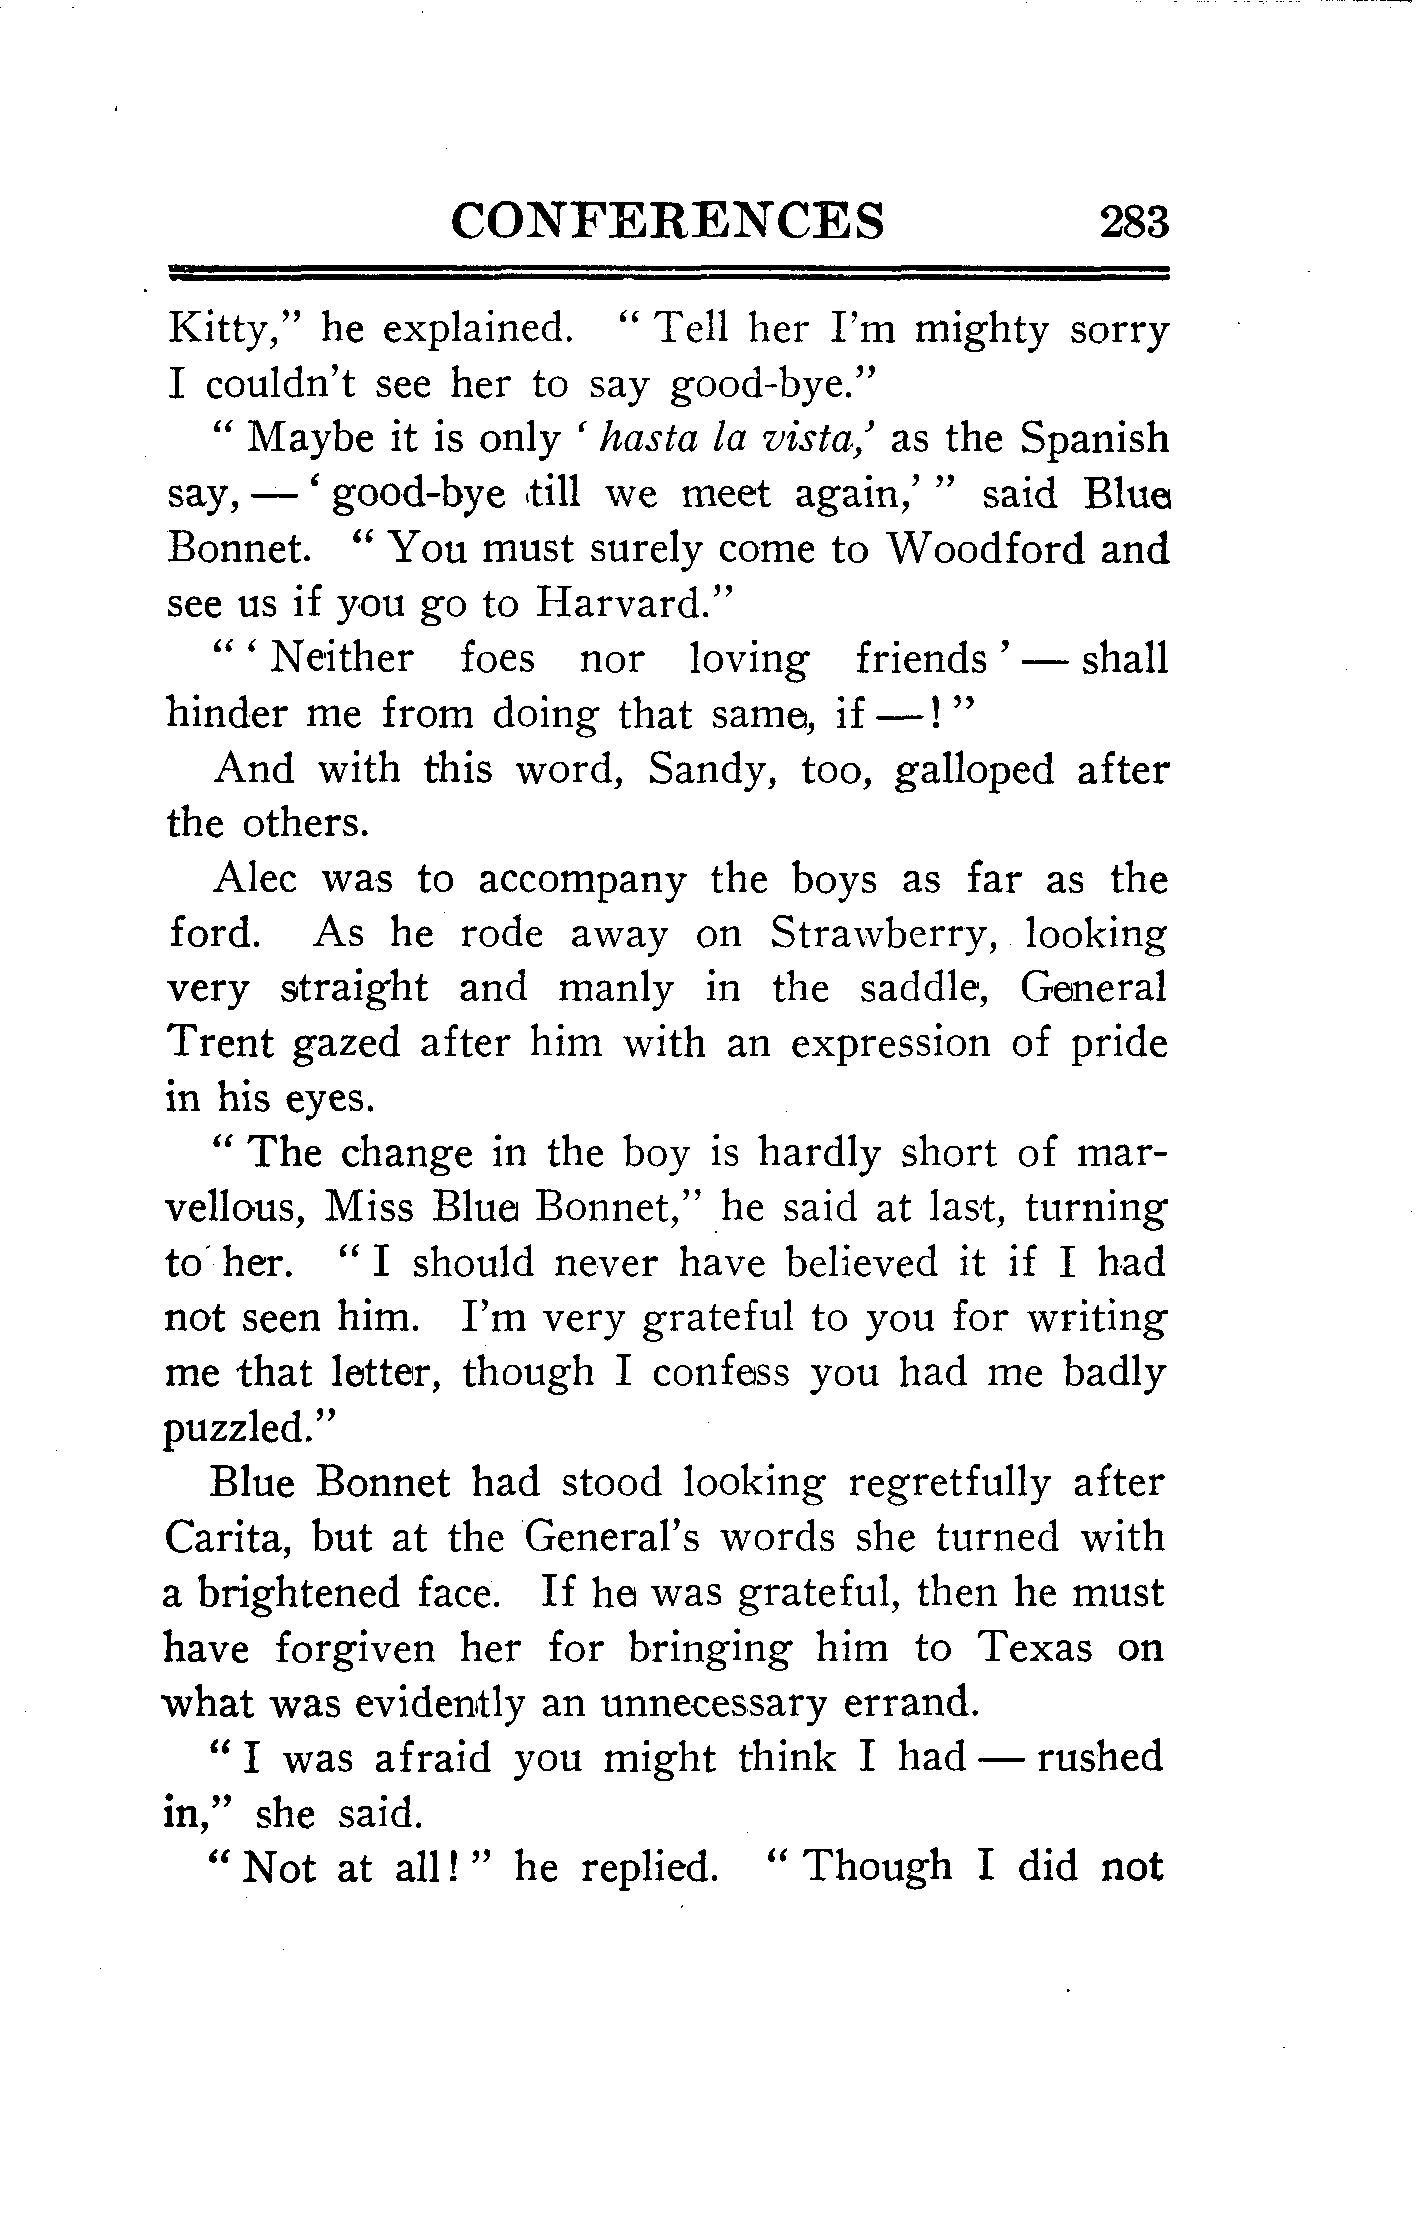 CONFERENCES 283
Kitty," he explained. "Tell her I'm mighty sorry
I couldn't see her to say good-bye."
"Maybe it is only 'hasta la vista,' as the Spanish
say, — 'good-bye till we meet again,'" said Blue
Bonnet. "You must surely come to Woodford and
see us if you go to Harvard."
"'Neither foes nor loving friends' — shall
hinder me from doing that same, if —!"
And with this word, Sandy, too, galloped after
the others.
Alec was to accompany the boys as far as the
ford. As he rode away on Strawberry, looking
very straight and manly in the saddle, General
Trent gazed after him with an expression of pride
in his eyes.
"The change in the boy is hardly short of mar-
vellous, Miss Blue Bonnet," he said at last, turning
to her. "I should never have believed it if I had
not seen him. I'm very grateful to you for writing
me that letter, though I confess you had me badly
puzzled."
Blue Bonnet had stood looking regretfully after
Carita, but at the General's words she turned with
a brightened face. If he was grateful, then he must
have forgiven her for bringing him to Texas on
what was evidently an unnecessary errand.
"I was afraid you might think I had — rushed
in," she said.
"Not at all!" he replied. "Though I did not